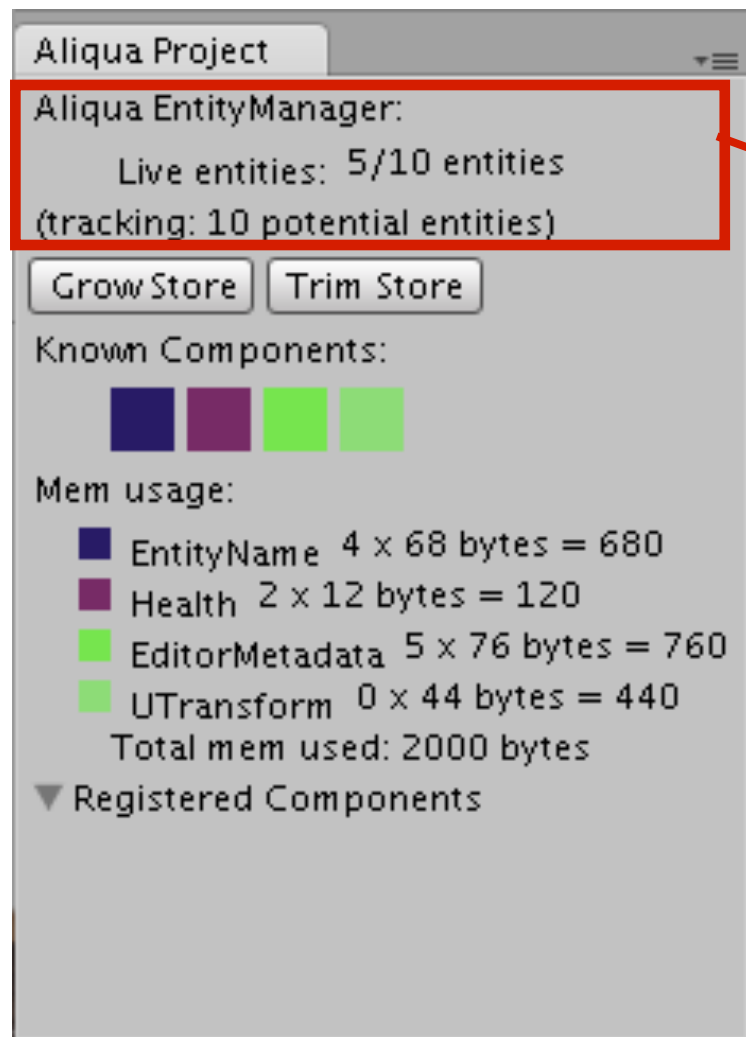 Aliqua Project
Aliqua EntityManager:
Live entities: 5/10 entities
(tracking: 10 potential entities)
Grow Store Trim Store
Known Components:
Mem usage:
EntityName 4 x 68 bytes = 680
Health 2 x 12 bytes = 120
EditorMetadata 5 x 76 bytes = 760
UTransform 0 x 44 bytes = 440
Total mem used: 2000 bytes
Registered Components